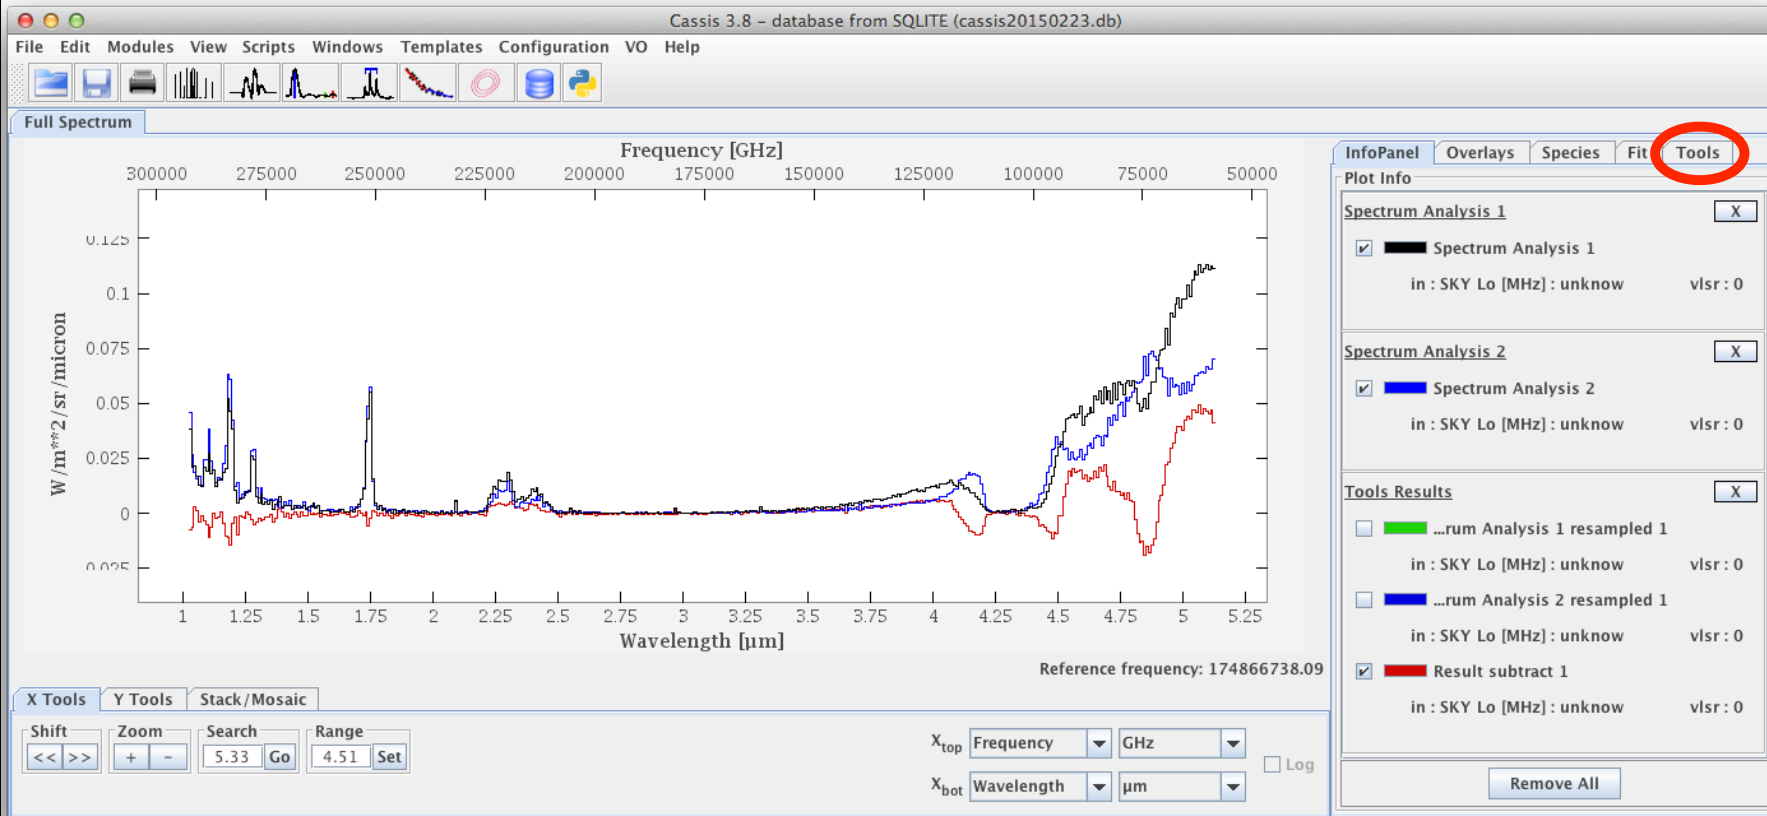 Cassis 3.8 – database from SQLITE (cassis20150223.db)
File Edit Modules View Scripts Windows Templates Configuration VO Help
Full Spectrum
Frequency [GHz]
300000 275000 250000 225000 200000 175000 150000 125000 100000 75000 50000
0.125
0.1
0.075
0.05
0.025
0
0.025
W/m**2/sr/micron
1 1.25 1.5 1.75 2 2.25 2.5 2.75 3 3.25 3.5 3.75 4 4.25 4.5 4.75 5 5.25
Wavelength [µm]
Reference frequency: 174866738.09
InfoPanel Overlays Species Fit Tools
Plot Info
Spectrum Analysis 1 X
Spectrum Analysis 1
in : SKY Lo [MHz] : unknow vlsr : 0
Spectrum Analysis 2 X
Spectrum Analysis 2
in : SKY Lo [MHz] : unknow vlsr : 0
Tools Results X
...rum Analysis 1 resampled 1
in : SKY Lo [MHz] : unknow vlsr : 0
...rum Analysis 2 resampled 1
in : SKY Lo [MHz] : unknow vlsr : 0
Result subtract 1
in : SKY Lo [MHz] : unknow vlsr : 0
Remove All
X Tools Y Tools Stack/Mosaic
Shift Zoom Search Range
<< >> + - 5.33 Go 4.51 Set
Xtop Frequency GHz
Xbot Wavelength µm
Log